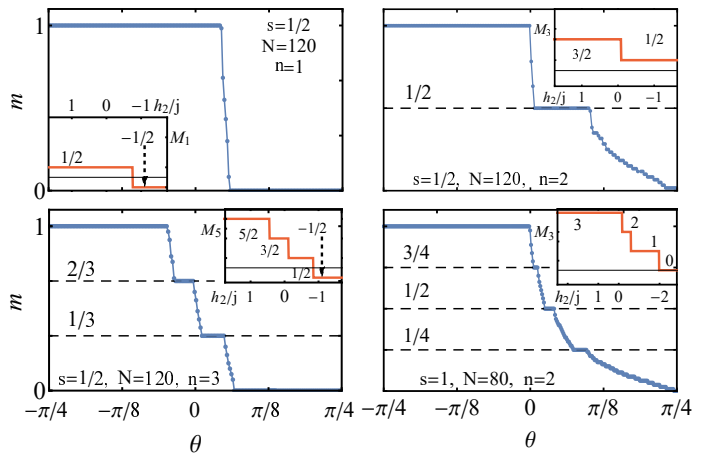 1
m
0
s=1/2
N=120
n=1
1 0 −1 h₂/j
−1/2
M₁
1/2
1
1/2
0
M₃
1/2
3/2
h₂/j 1 0 −1
s=1/2, N=120, n=2
1
m
2/3
1/3
0
M₅
5/2
3/2
−1/2
1/2
h₂/j 1 0 −1
s=1/2, N=120, n=3
−π/4 −π/8 0 π/8 π/4
θ
1
3/4
1/2
1/4
0
M₃
3
2
1
0
h₂/j 1 0 −2
s=1, N=80, n=2
−π/4 −π/8 0 π/8 π/4
θ